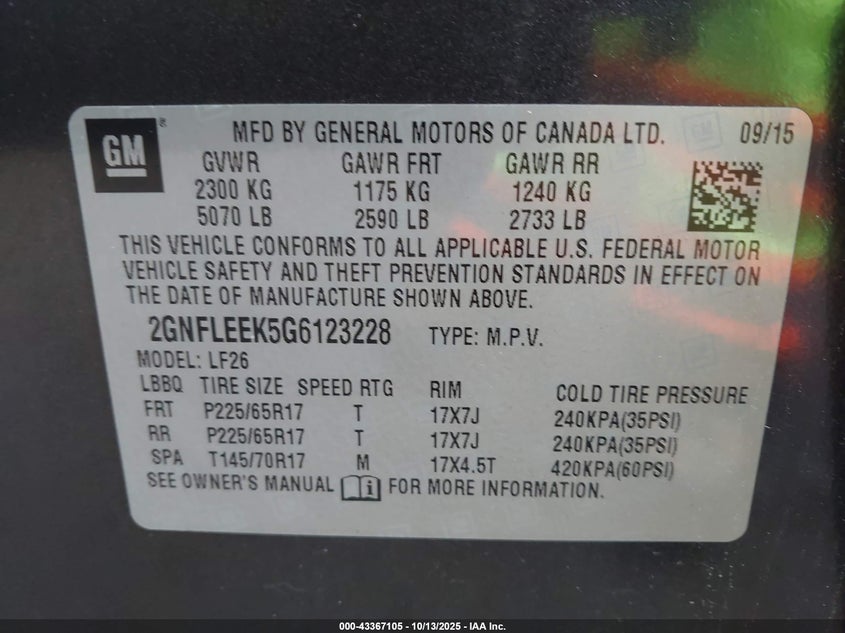 GM ® MFD BY GENERAL MOTORS OF CANADA LTD. 09/15
GVWR GAWR FRT GAWR RR
2300 KG 1175 KG 1240 KG
5070 LB 2590 LB 2733 LB
THIS VEHICLE CONFORMS TO ALL APPLICABLE U.S. FEDERAL MOTOR
VEHICLE SAFETY AND THEFT PREVENTION STANDARDS IN EFFECT ON
THE DATE OF MANUFACTURE SHOWN ABOVE.
2GNFLEEK5G6123228 TYPE: M.P.V.
MODEL: LF26
LBBQ TIRE SIZE SPEED RTG RIM COLD TIRE PRESSURE
FRT P225/65R17 T 17X7J 240KPA(35PSI)
RR P225/65R17 T 17X7J 240KPA(35PSI)
SPA T145/70R17 M 17X4.5T 420KPA(60PSI)
SEE OWNER'S MANUAL i FOR MORE INFORMATION.
000-43367105 - 10/13/2025 - IAA Inc.